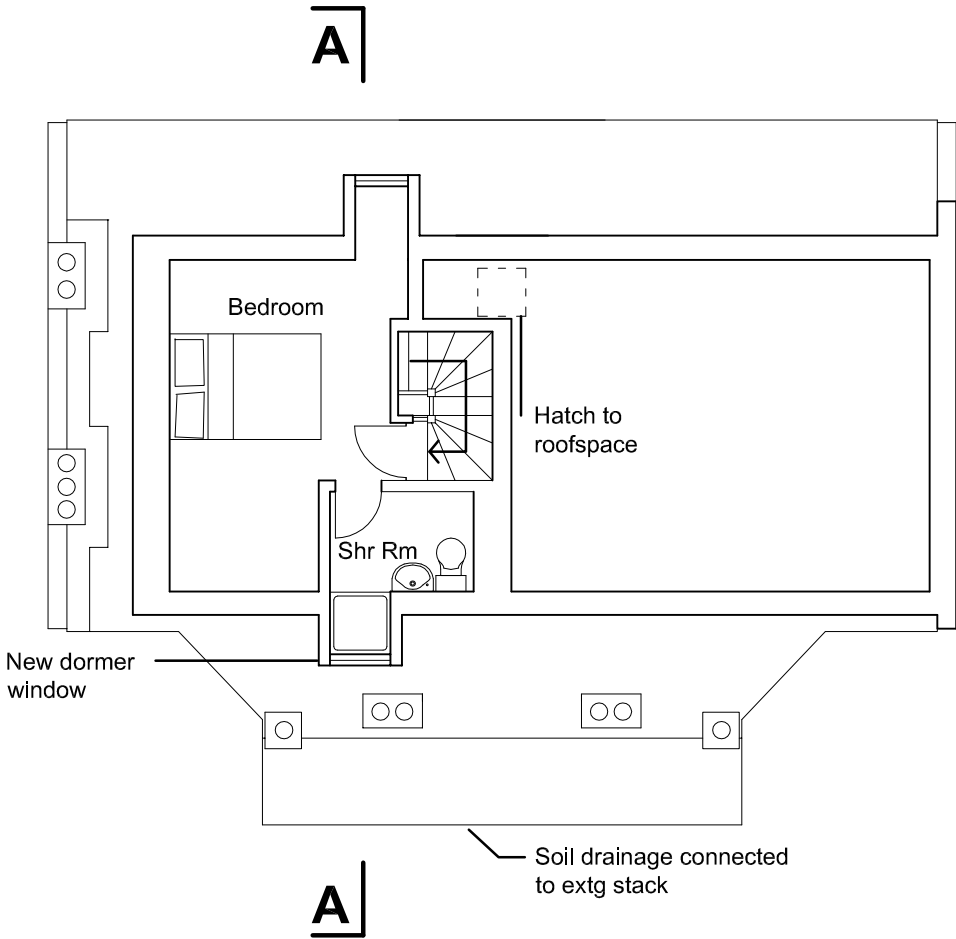 A
Bedroom
Hatch to
roofspace
Shr Rm
New dormer
window
Soil drainage connected
to extg stack
A